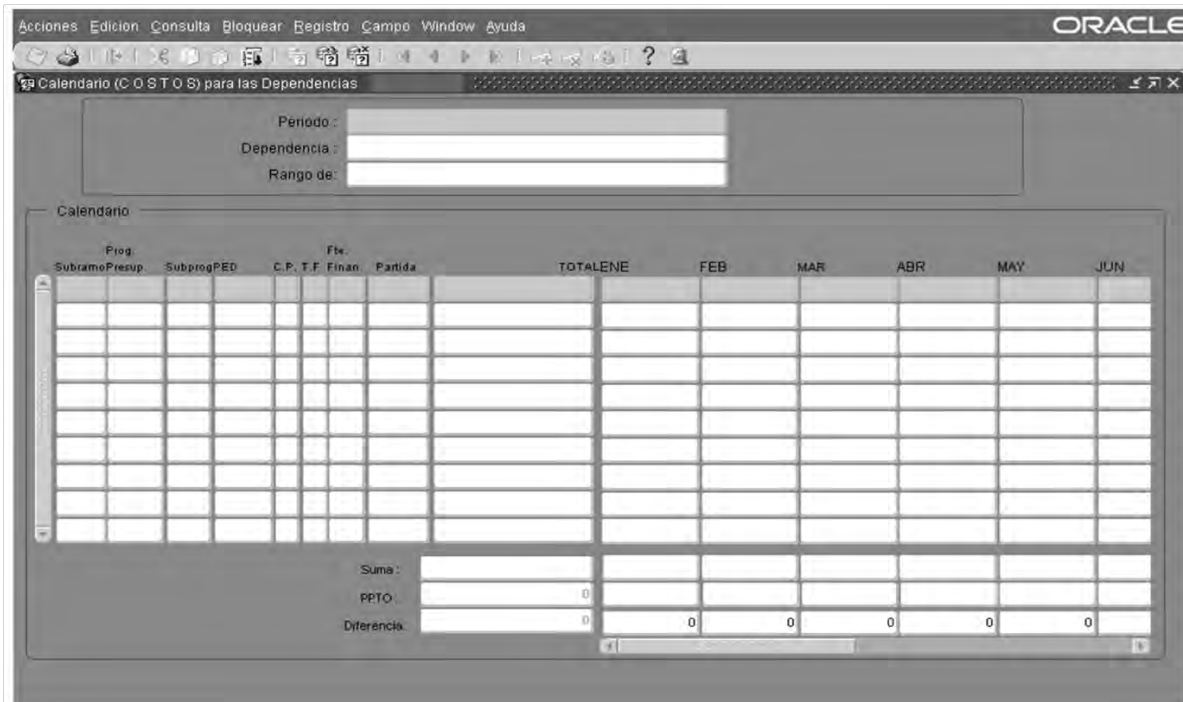 Acciones Edicion Consulta Bloquear Registro Campo Window Ayuda
ORACLE
?
Calendario (C O S T O S) para las Dependencias
Periodo :
Dependencia :
Rango de:
Calendario
Prog. Fte.
Subramo Presup. Subprog PED C.P. T.F Finan. Partida TOTAL ENE FEB MAR ABR MAY JUN
Suma :
PPTO : 0
Diferencia: 0 0 0 0 0 0